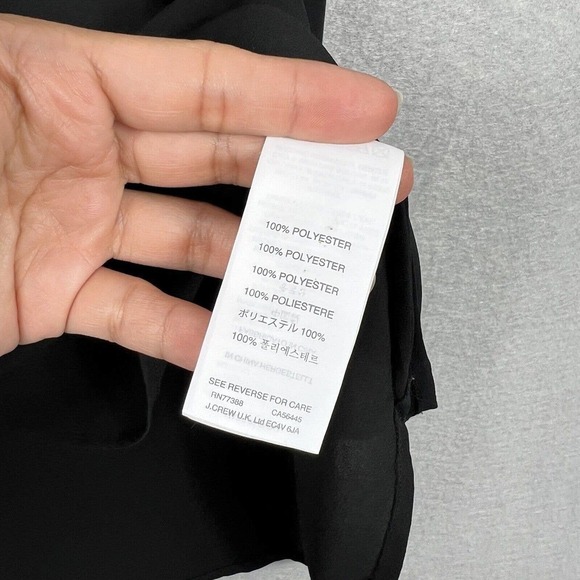 100% POLYESTER
100% POLYESTER
100% POLYESTER
100% POLIESTERE
ポリエステル 100%
100% 폴리에스테르
SEE REVERSE FOR CARE
RN77388 CA56445
J.CREW U.K. Ltd EC4V 6JA